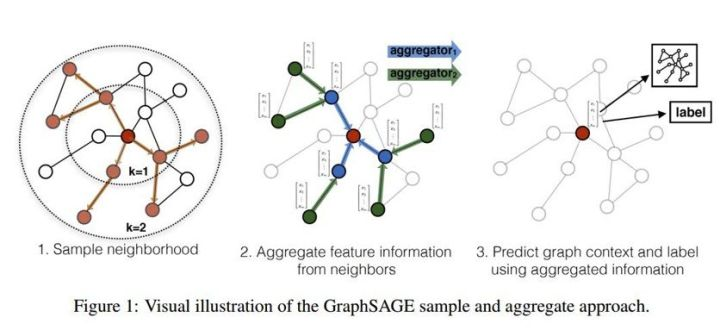 aggregator₁
aggregator₂
label
k=1
k=2
1. Sample neighborhood
2. Aggregate feature information
from neighbors
3. Predict graph context and label
using aggregated information
Figure 1: Visual illustration of the GraphSAGE sample and aggregate approach.